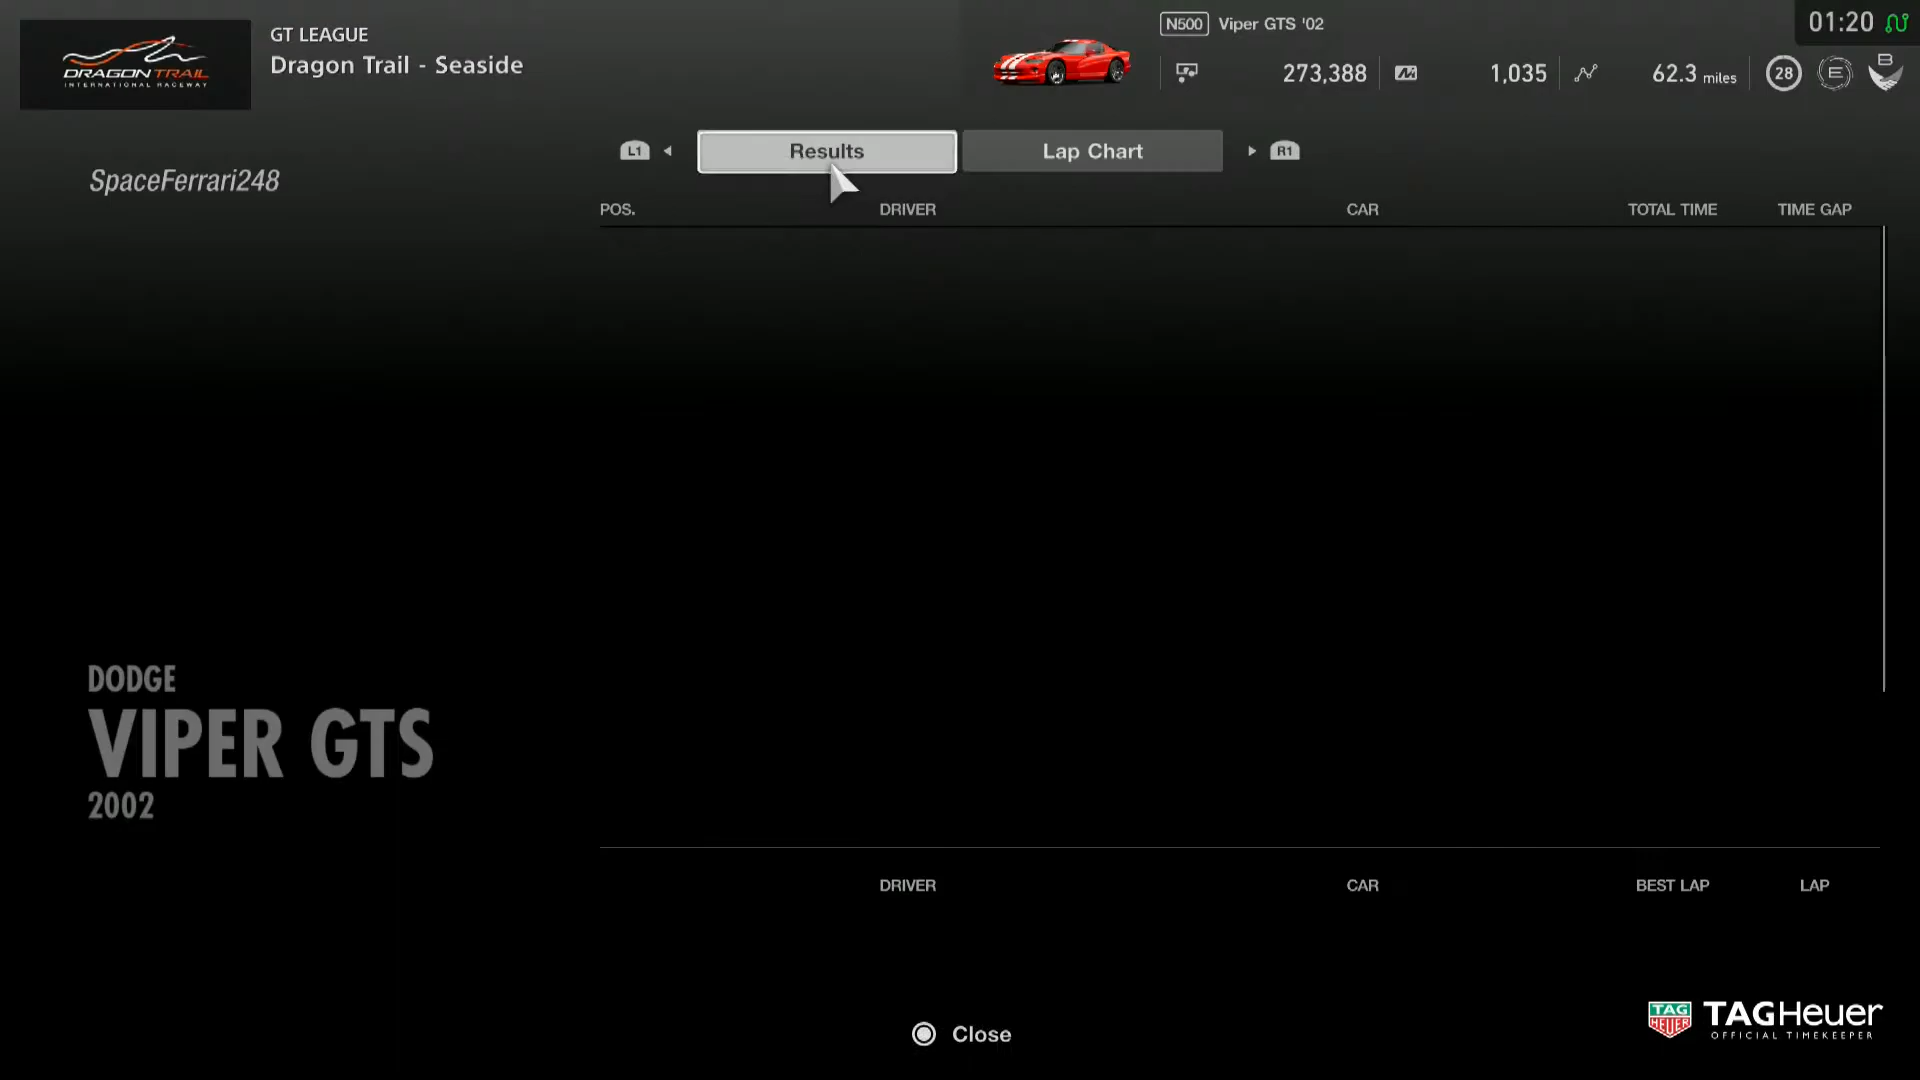 DRAGON TRAIL
INTERNATIONAL RACEWAY
GT LEAGUE
Dragon Trail - Seaside
N500 Viper GTS '02
273,388
1,035
62.3 miles
28
E
B
01:20
SpaceFerrari248
L1
Results
Lap Chart
R1
POS.
DRIVER
CAR
TOTAL TIME
TIME GAP
DODGE
VIPER GTS
2002
DRIVER
CAR
BEST LAP
LAP
Close
TAG
HEUER
TAGHeuer
OFFICIAL TIMEKEEPER